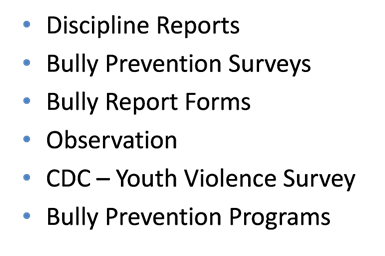 • Discipline Reports
• Bully Prevention Surveys
• Bully Report Forms
• Observation
• CDC – Youth Violence Survey
• Bully Prevention Programs